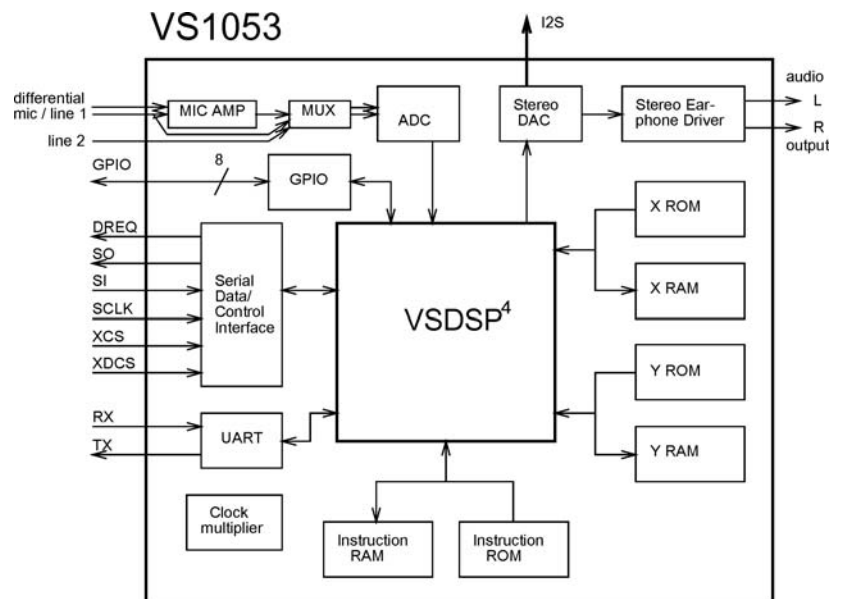 VS1053
I2S
differential
mic / line 1
line 2
MIC AMP
MUX
ADC
Stereo
DAC
Stereo Ear-
phone Driver
audio
L
R
output
GPIO
8
GPIO
DREQ
SO
SI
SCLK
XCS
XDCS
Serial
Data/
Control
Interface
VSDSP⁴
X ROM
X RAM
Y ROM
Y RAM
RX
TX
UART
Clock
multiplier
Instruction
RAM
Instruction
ROM